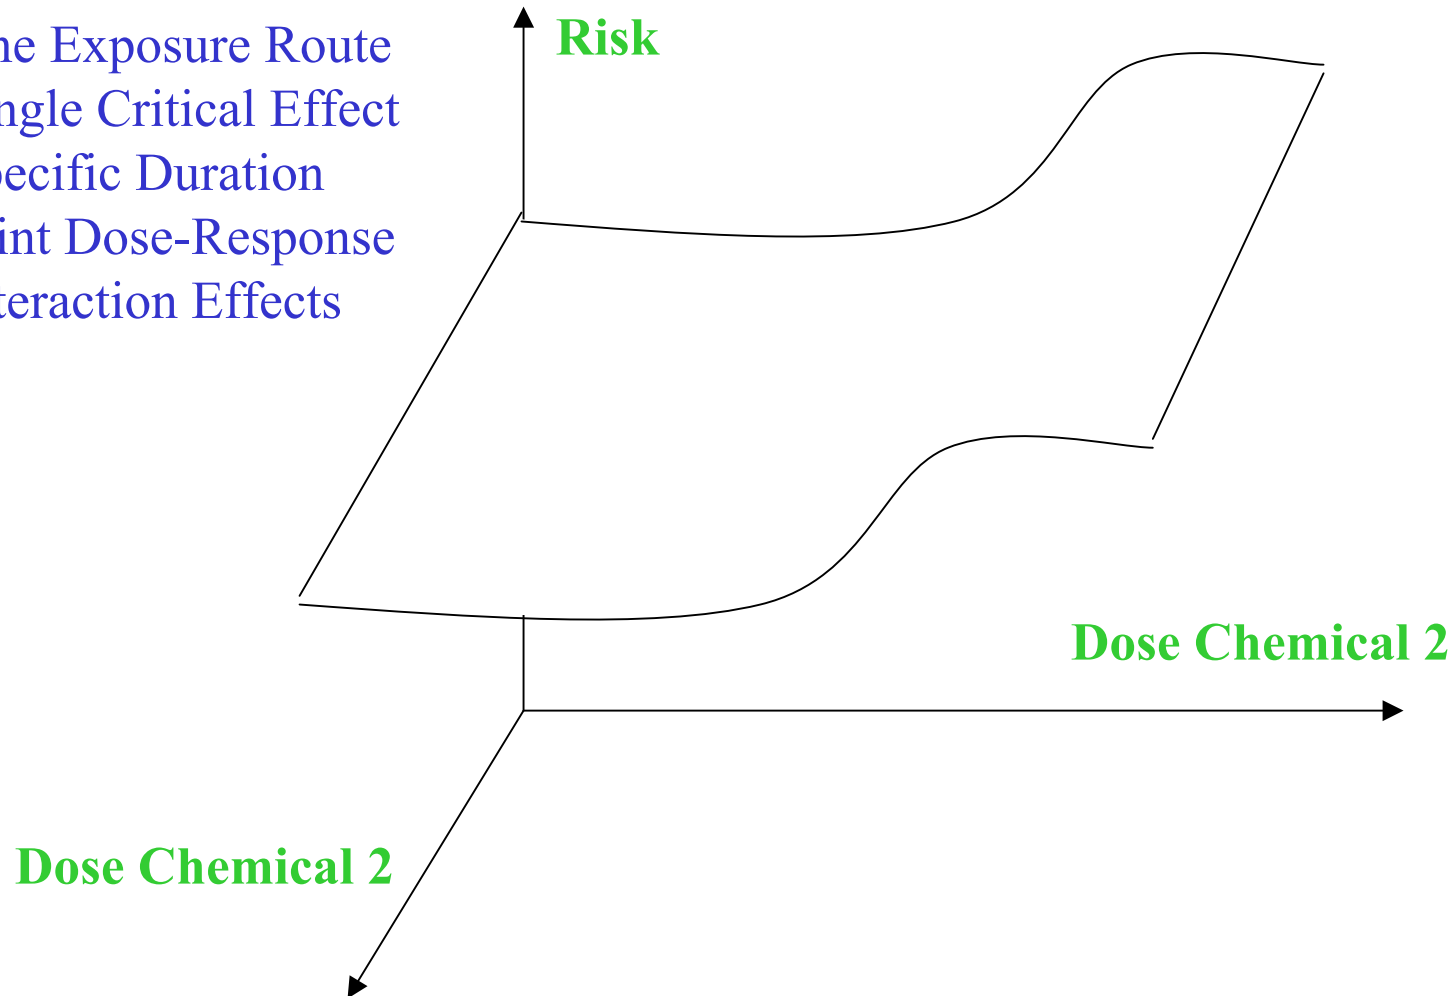 ne Exposure Route
ngle Critical Effect
pecific Duration
int Dose-Response
teraction Effects
Risk
Dose Chemical 2
Dose Chemical 2